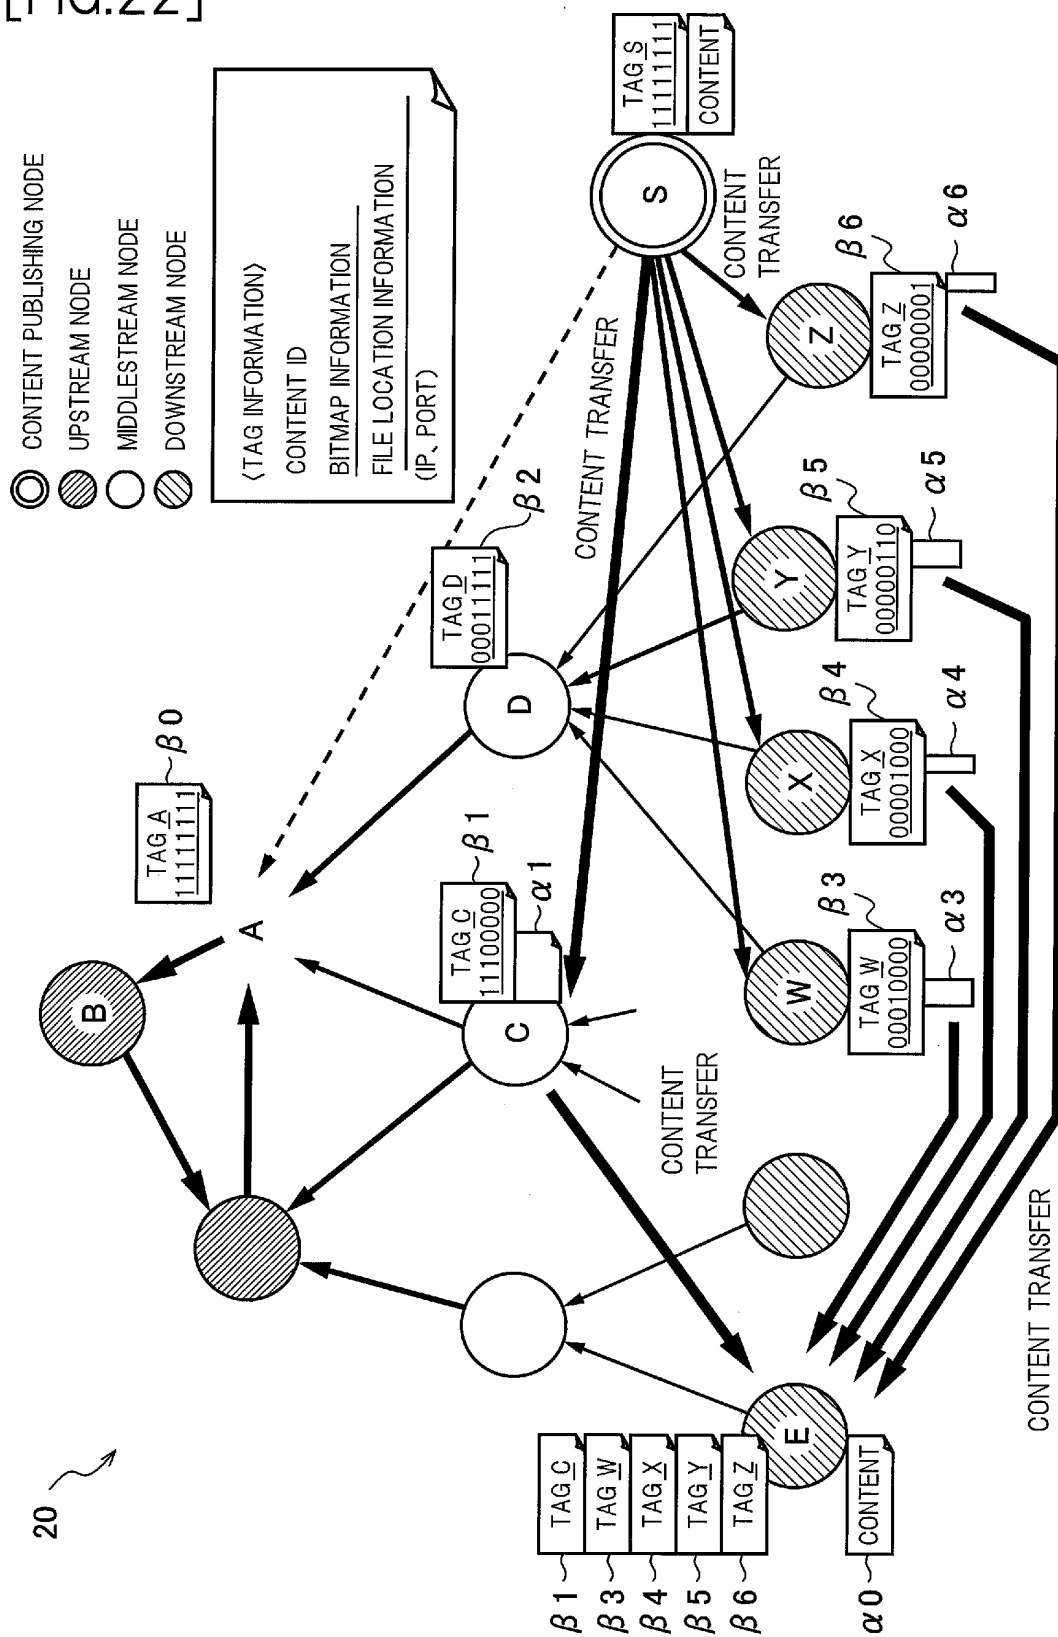 [FIG.22]
20
CONTENT PUBLISHING NODE
UPSTREAM NODE
MIDDLESTREAM NODE
DOWNSTREAM NODE
〈TAG INFORMATION〉
CONTENT ID
BITMAP INFORMATION
FILE LOCATION INFORMATION
(IP、PORT)
B
A
TAG A
11111111
β0
C
TAG C
11100000
β1
α1
D
TAG D
00011111
β2
S
TAG S
11111111
CONTENT
CONTENT TRANSFER
CONTENT
TRANSFER
CONTENT
TRANSFER
E
TAG C
TAG W
TAG X
TAG Y
TAG Z
β1
β3
β4
β5
β6
CONTENT
α0
W
TAG W
00010000
β3
α3
X
TAG X
00001000
β4
α4
Y
TAG Y
00000110
β5
α5
Z
TAG Z
00000001
β6
α6
CONTENT TRANSFER